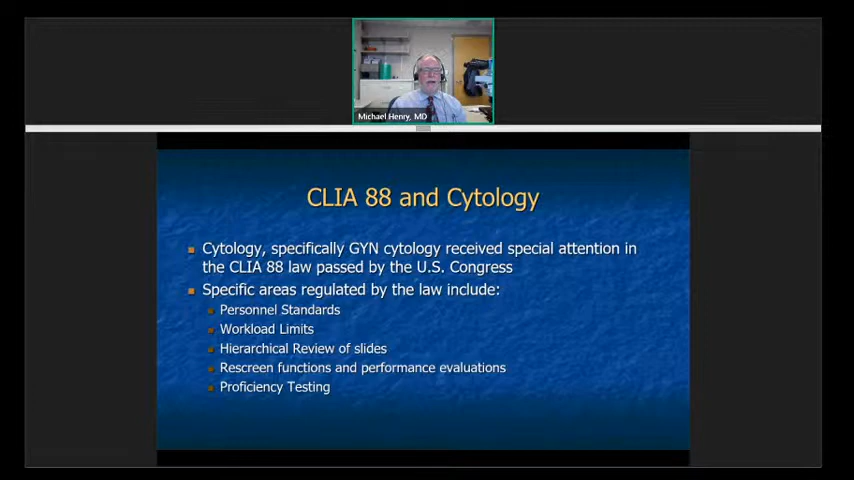 Michael Henry, MD
CLIA 88 and Cytology
Cytology, specifically GYN cytology received special attention in
the CLIA 88 law passed by the U.S. Congress
Specific areas regulated by the law include:
Personnel Standards
Workload Limits
Hierarchical Review of slides
Rescreen functions and performance evaluations
Proficiency Testing